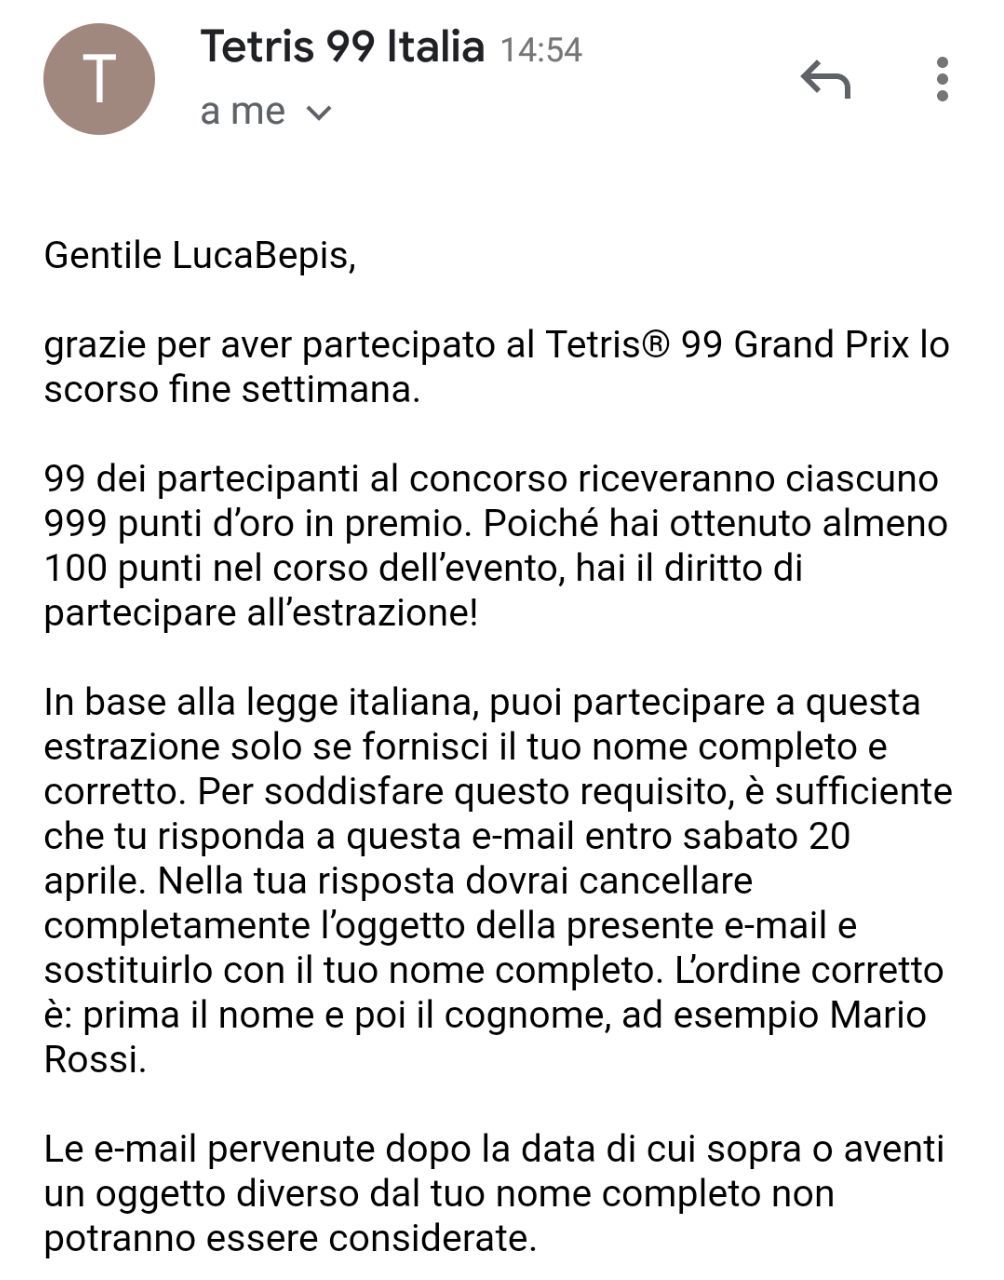 T
Tetris 99 Italia 14:54
a me
Gentile LucaBepis,
grazie per aver partecipato al Tetris® 99 Grand Prix lo
scorso fine settimana.
99 dei partecipanti al concorso riceveranno ciascuno
999 punti d’oro in premio. Poiché hai ottenuto almeno
100 punti nel corso dell’evento, hai il diritto di
partecipare all’estrazione!
In base alla legge italiana, puoi partecipare a questa
estrazione solo se fornisci il tuo nome completo e
corretto. Per soddisfare questo requisito, è sufficiente
che tu risponda a questa e-mail entro sabato 20
aprile. Nella tua risposta dovrai cancellare
completamente l’oggetto della presente e-mail e
sostituirlo con il tuo nome completo. L’ordine corretto
è: prima il nome e poi il cognome, ad esempio Mario
Rossi.
Le e-mail pervenute dopo la data di cui sopra o aventi
un oggetto diverso dal tuo nome completo non
potranno essere considerate.